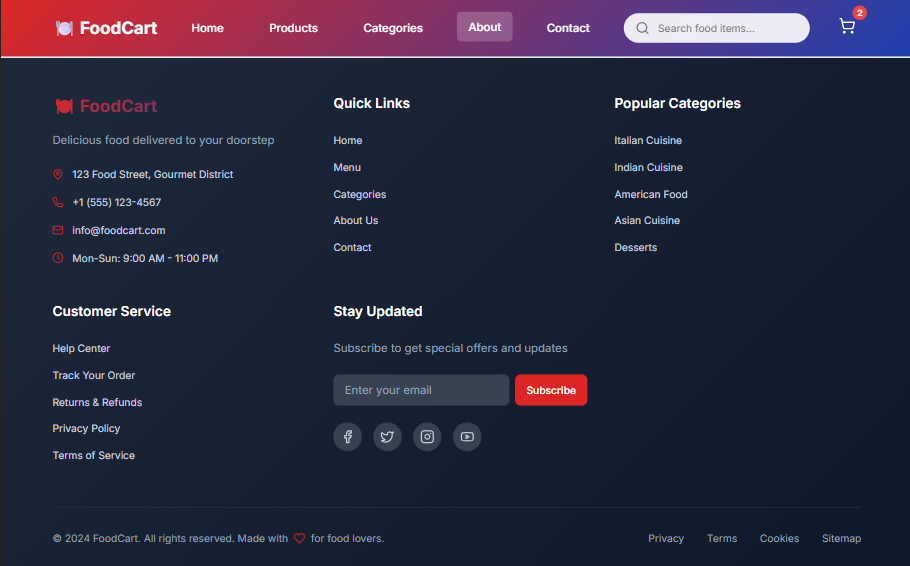 FoodCart Home Products Categories About Contact Search food items... 2
FoodCart
Delicious food delivered to your doorstep
123 Food Street, Gourmet District
+1 (555) 123-4567
info@foodcart.com
Mon-Sun: 9:00 AM - 11:00 PM
Quick Links
Home
Menu
Categories
About Us
Contact
Popular Categories
Italian Cuisine
Indian Cuisine
American Food
Asian Cuisine
Desserts
Customer Service
Help Center
Track Your Order
Returns & Refunds
Privacy Policy
Terms of Service
Stay Updated
Subscribe to get special offers and updates
Enter your email Subscribe
© 2024 FoodCart. All rights reserved. Made with for food lovers. Privacy Terms Cookies Sitemap